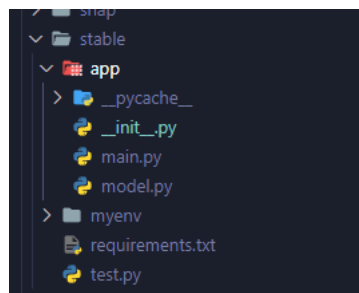 snap
stable
app
__pycache__
__init__.py
main.py
model.py
myenv
requirements.txt
test.py